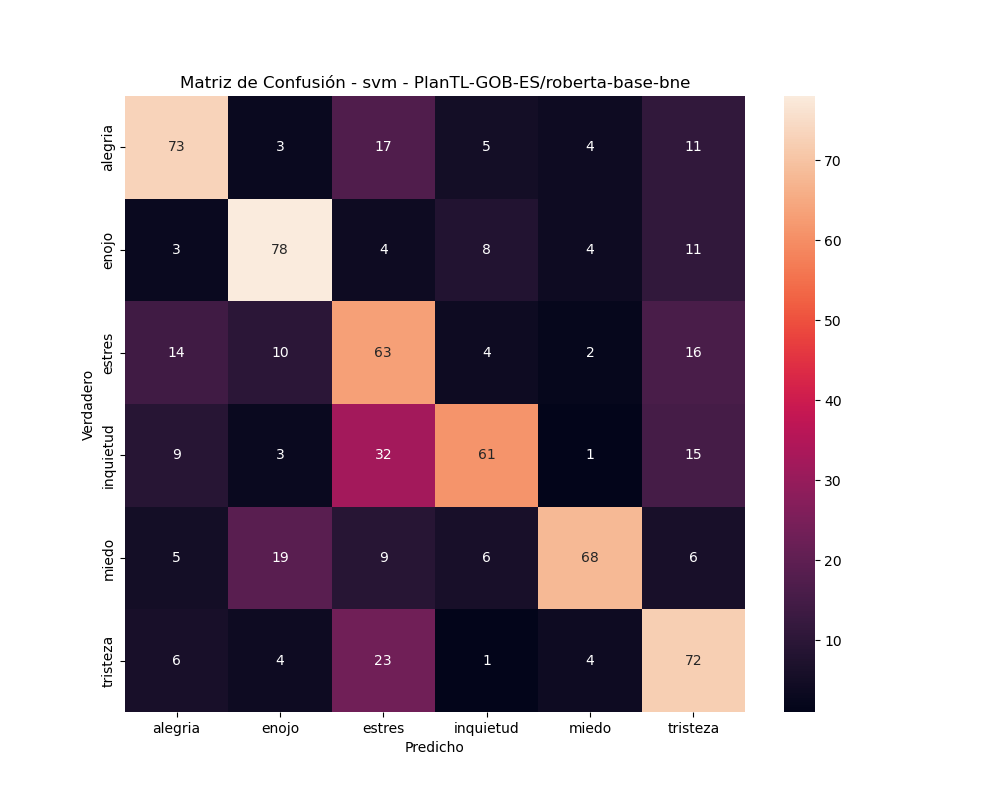 Matriz de Confusión - svm - PlanTL-GOB-ES/roberta-base-bne
Verdadero
alegria 73 3 17 5 4 11
enojo 3 78 4 8 4 11
estres 14 10 63 4 2 16
inquietud 9 3 32 61 1 15
miedo 5 19 9 6 68 6
tristeza 6 4 23 1 4 72
alegria enojo estres inquietud miedo tristeza
Predicho
70
60
50
40
30
20
10